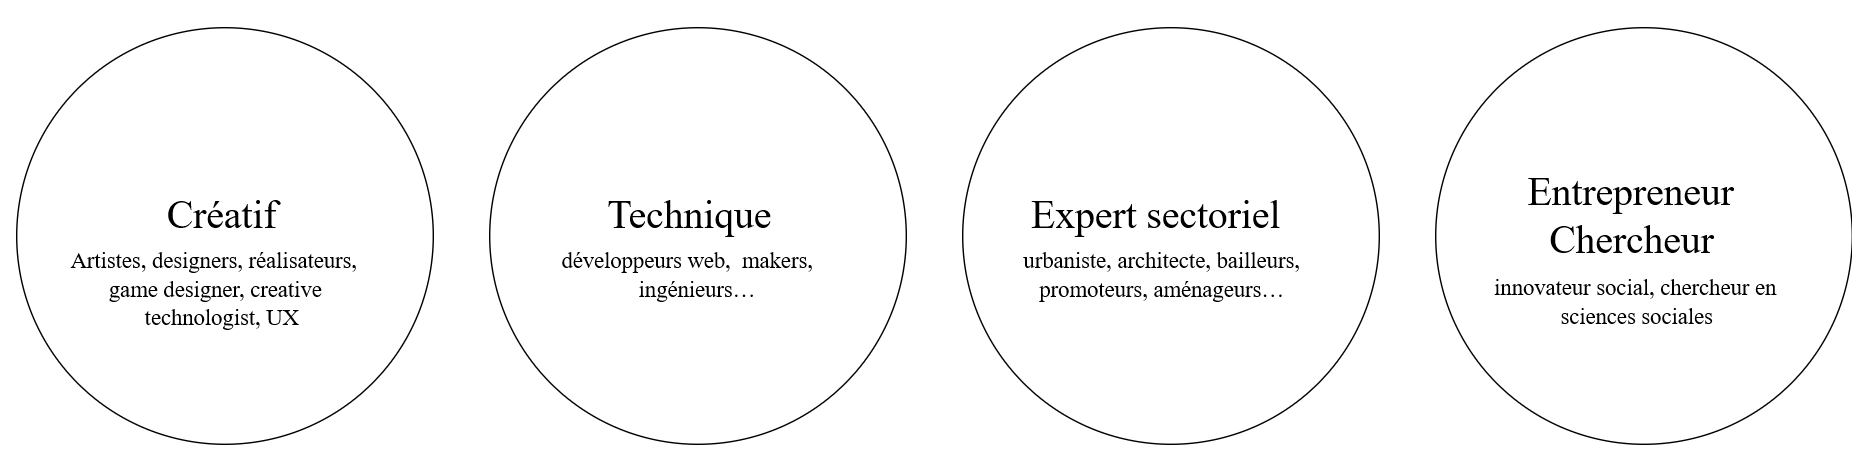 Créatif
Artistes, designers, réalisateurs,
game designer, creative
technologist, UX
Technique
développeurs web,  makers,
ingénieurs…
Expert sectoriel
urbaniste, architecte, bailleurs,
promoteurs, aménageurs…
Entrepreneur
Chercheur
innovateur social, chercheur en
sciences sociales